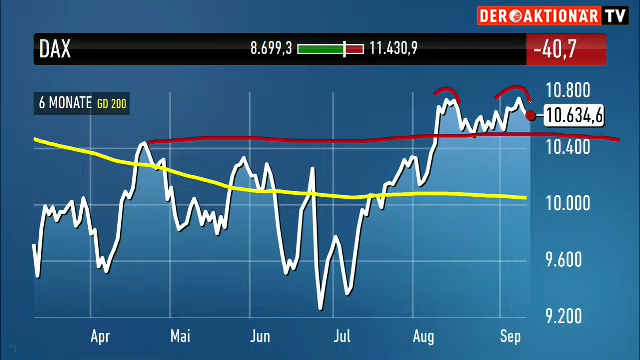 DER AKTIONÄR TV
DAX 8.699,3 11.430,9 -40,7
6 MONATE GD 200
10.800
10.634,6
10.400
10.000
9.600
9.200
Apr Mai Jun Jul Aug Sep